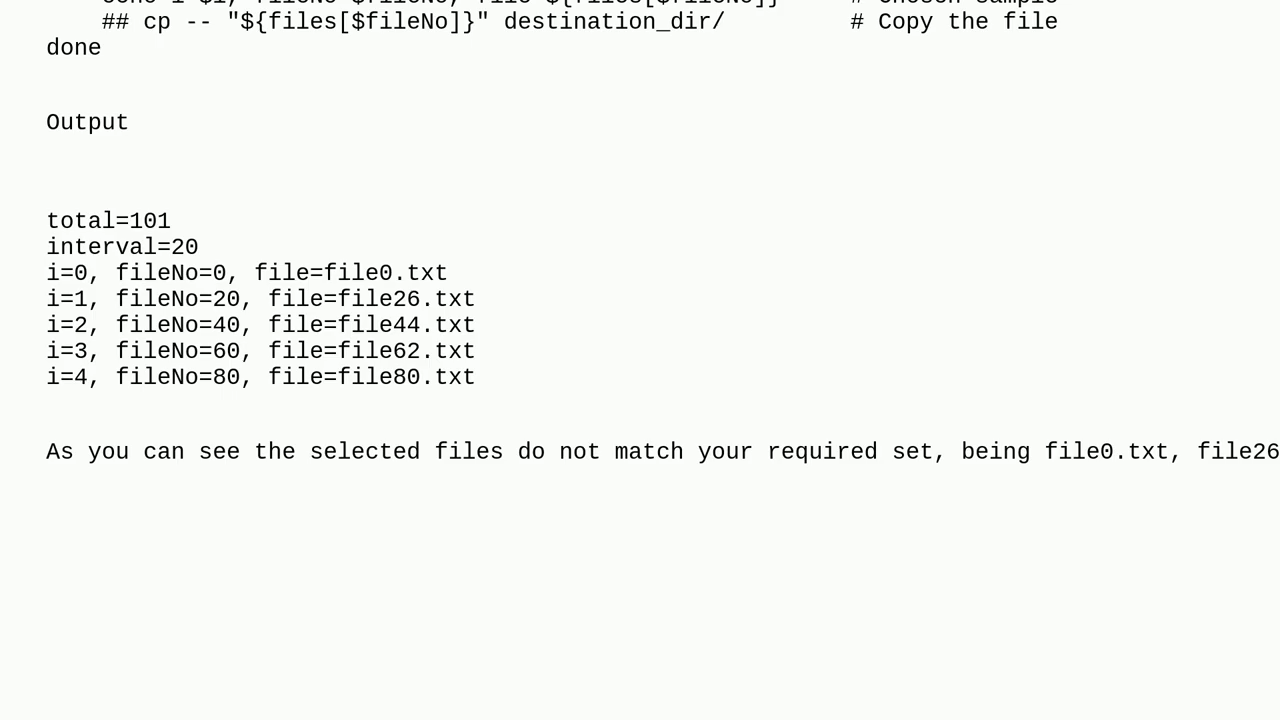 ## cp -- "${files[$fileNo]}" destination_dir/ # Copy the file
done
Output
total=101
interval=20
i=0, fileNo=0, file=file0.txt
i=1, fileNo=20, file=file26.txt
i=2, fileNo=40, file=file44.txt
i=3, fileNo=60, file=file62.txt
i=4, fileNo=80, file=file80.txt
As you can see the selected files do not match your required set, being file0.txt, file26